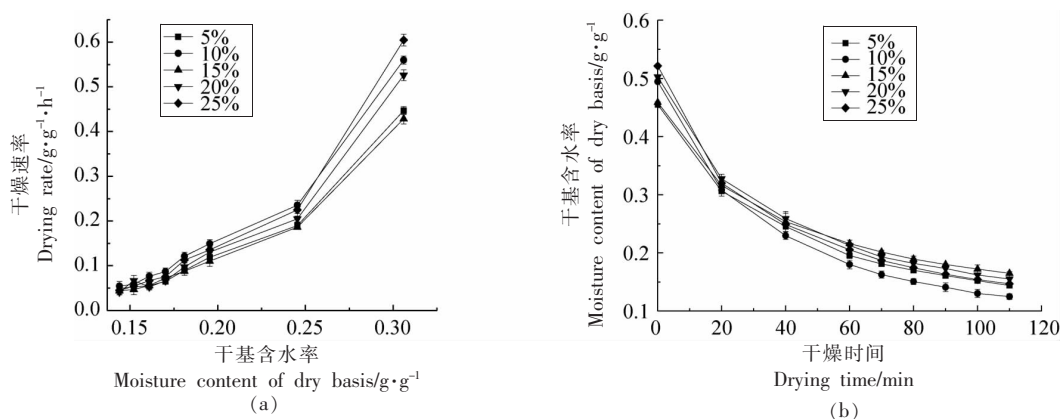 0.6
0.5
0.4
0.3
0.2
0.1
0.0
干燥速率
Drying rate/g·g⁻¹·h⁻¹
5%
10%
15%
20%
25%
0.15 0.20 0.25 0.30
干基含水率
Moisture content of dry basis/g·g⁻¹
(a)
0.6
0.5
0.4
0.3
0.2
0.1
干基含水率
Moisture content of dry basis/g·g⁻¹
5%
10%
15%
20%
25%
0 20 40 60 80 100 120
干燥时间
Drying time/min
(b)